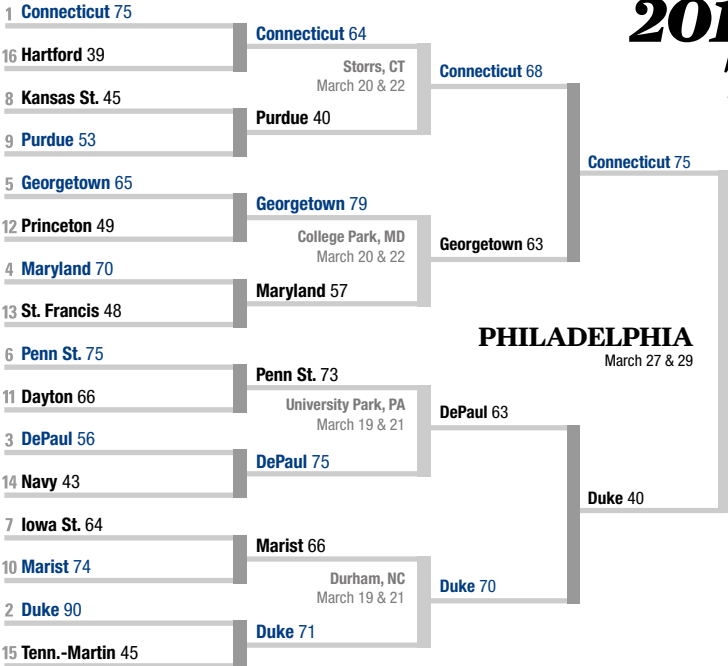 201
1 Connecticut 75
16 Hartford 39
8 Kansas St. 45
9 Purdue 53
5 Georgetown 65
12 Princeton 49
4 Maryland 70
13 St. Francis 48
6 Penn St. 75
11 Dayton 66
3 DePaul 56
14 Navy 43
7 Iowa St. 64
10 Marist 74
2 Duke 90
15 Tenn.-Martin 45
Connecticut 64
Storrs, CT
March 20 & 22
Purdue 40
Georgetown 79
College Park, MD
March 20 & 22
Maryland 57
Penn St. 73
University Park, PA
March 19 & 21
DePaul 75
Marist 66
Durham, NC
March 19 & 21
Duke 71
Connecticut 68
Georgetown 63
DePaul 63
Duke 70
Connecticut 75
PHILADELPHIA
March 27 & 29
Duke 40